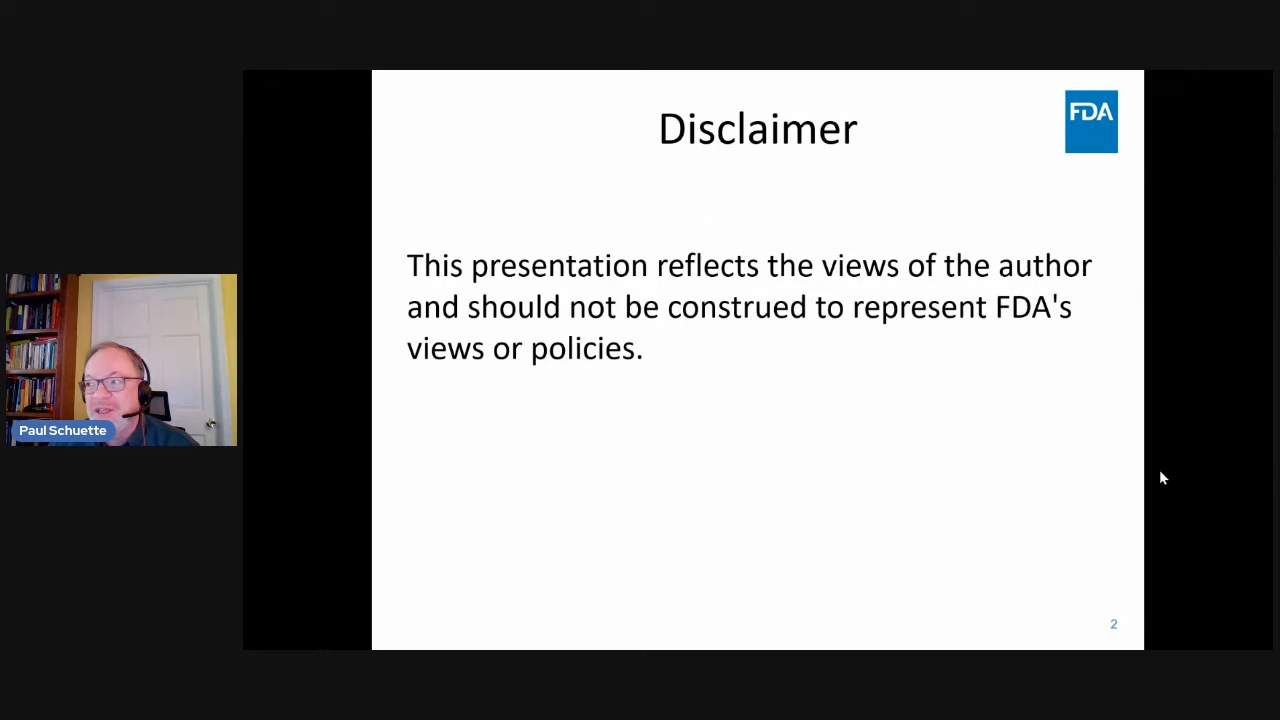 Disclaimer
FDA
This presentation reflects the views of the author
and should not be construed to represent FDA's
views or policies.
Paul Schuette
2